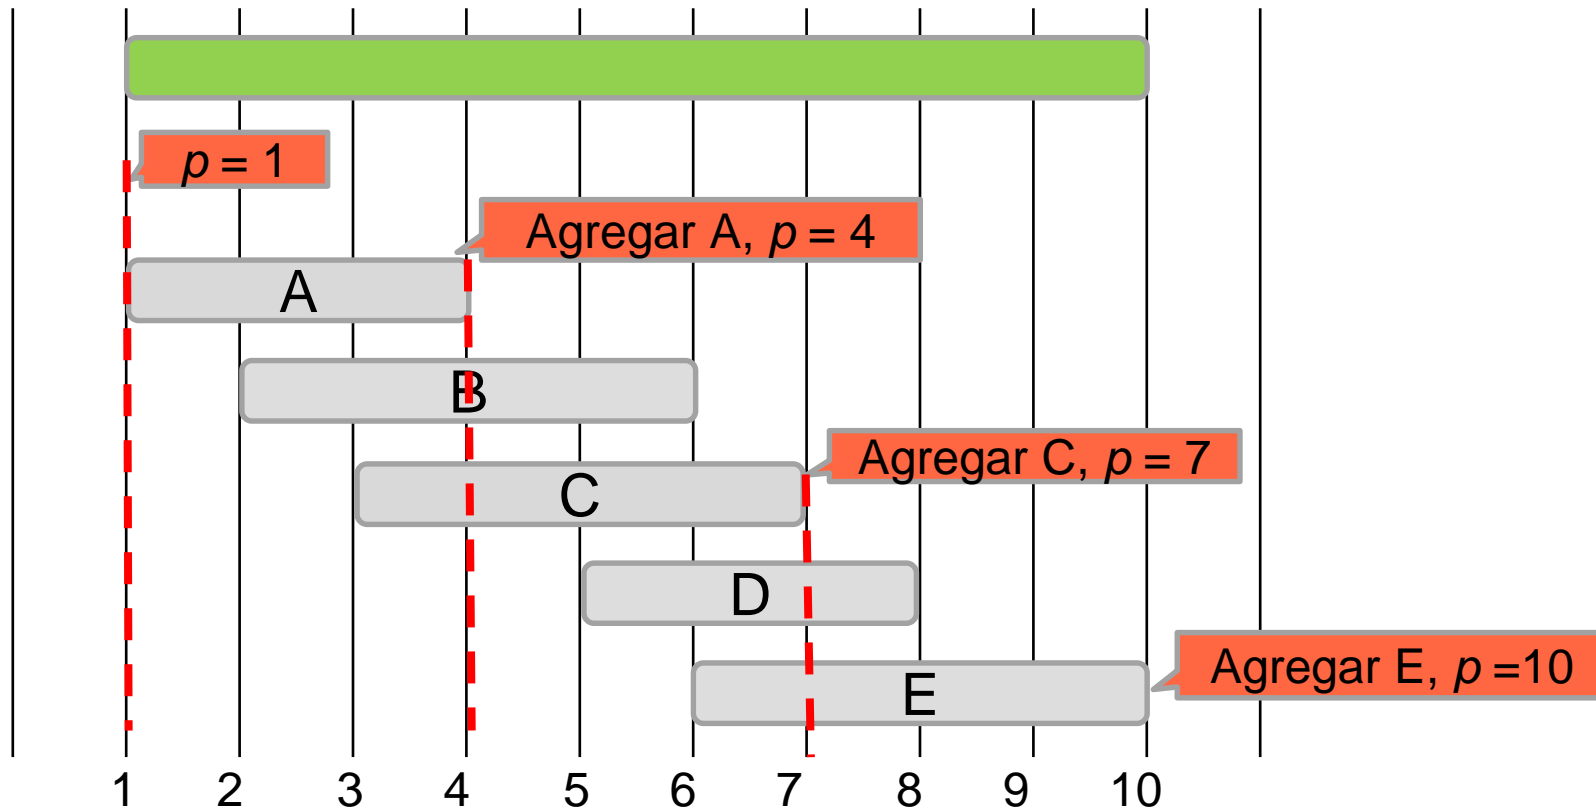 p = 1
Agregar A, p = 4
A
B
Agregar C, p = 7
C
D
Agregar E, p =10
E
1 2 3 4 5 6 7 8 9 10